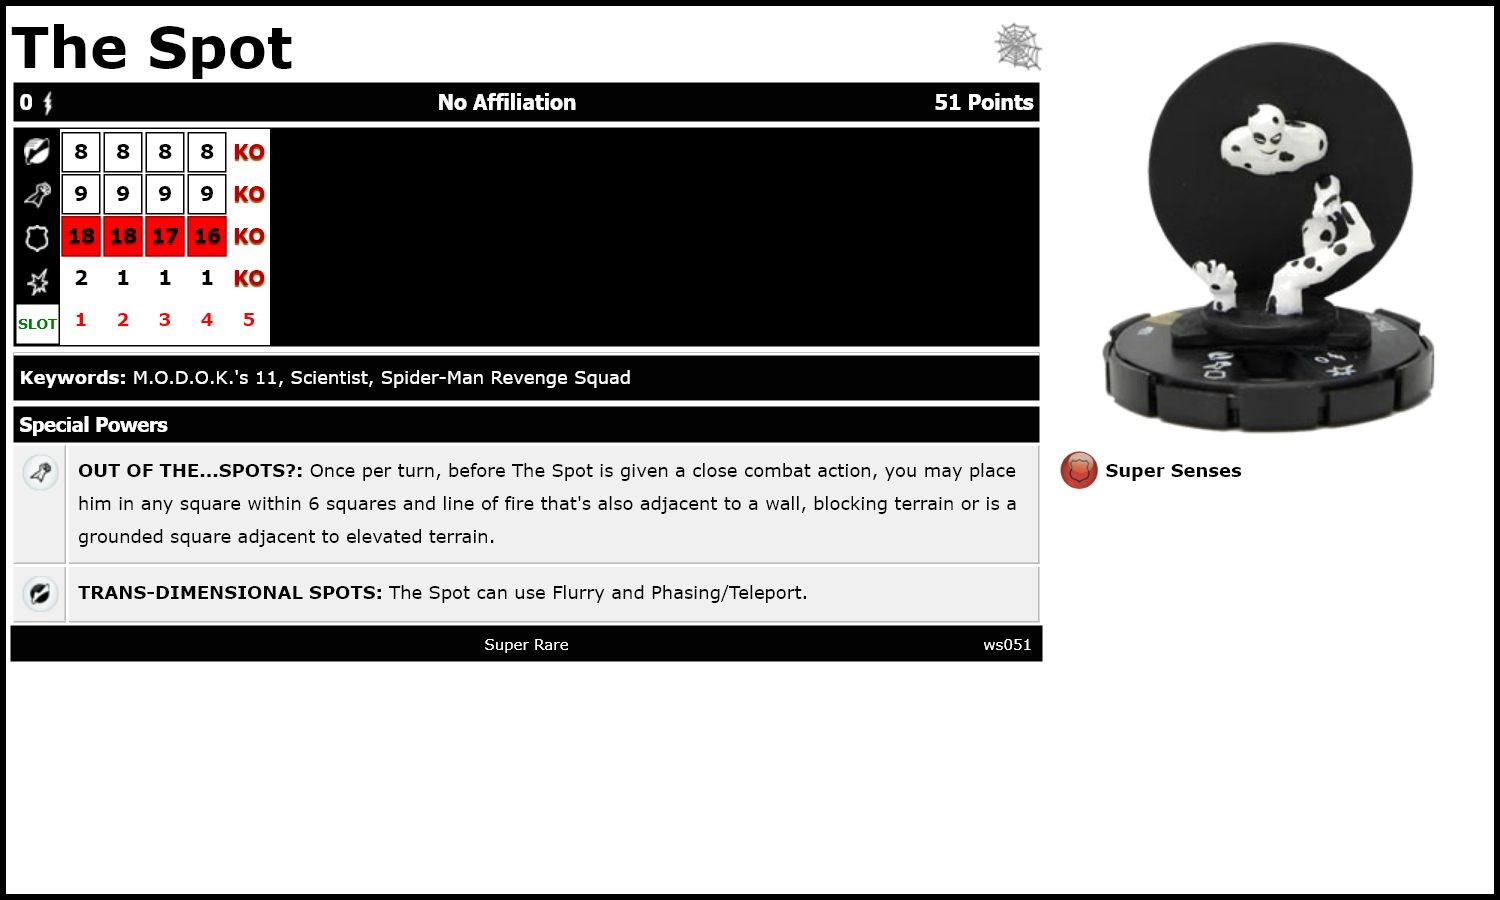 The Spot
0 No Affiliation 51 Points
8 8 8 8 KO
9 9 9 9 KO
18 18 17 16 KO
2 1 1 1 KO
SLOT 1 2 3 4 5
Keywords: M.O.D.O.K.'s 11, Scientist, Spider-Man Revenge Squad
Special Powers
OUT OF THE...SPOTS?: Once per turn, before The Spot is given a close combat action, you may place
him in any square within 6 squares and line of fire that's also adjacent to a wall, blocking terrain or is a
grounded square adjacent to elevated terrain.
TRANS-DIMENSIONAL SPOTS: The Spot can use Flurry and Phasing/Teleport.
Super Rare ws051
Super Senses